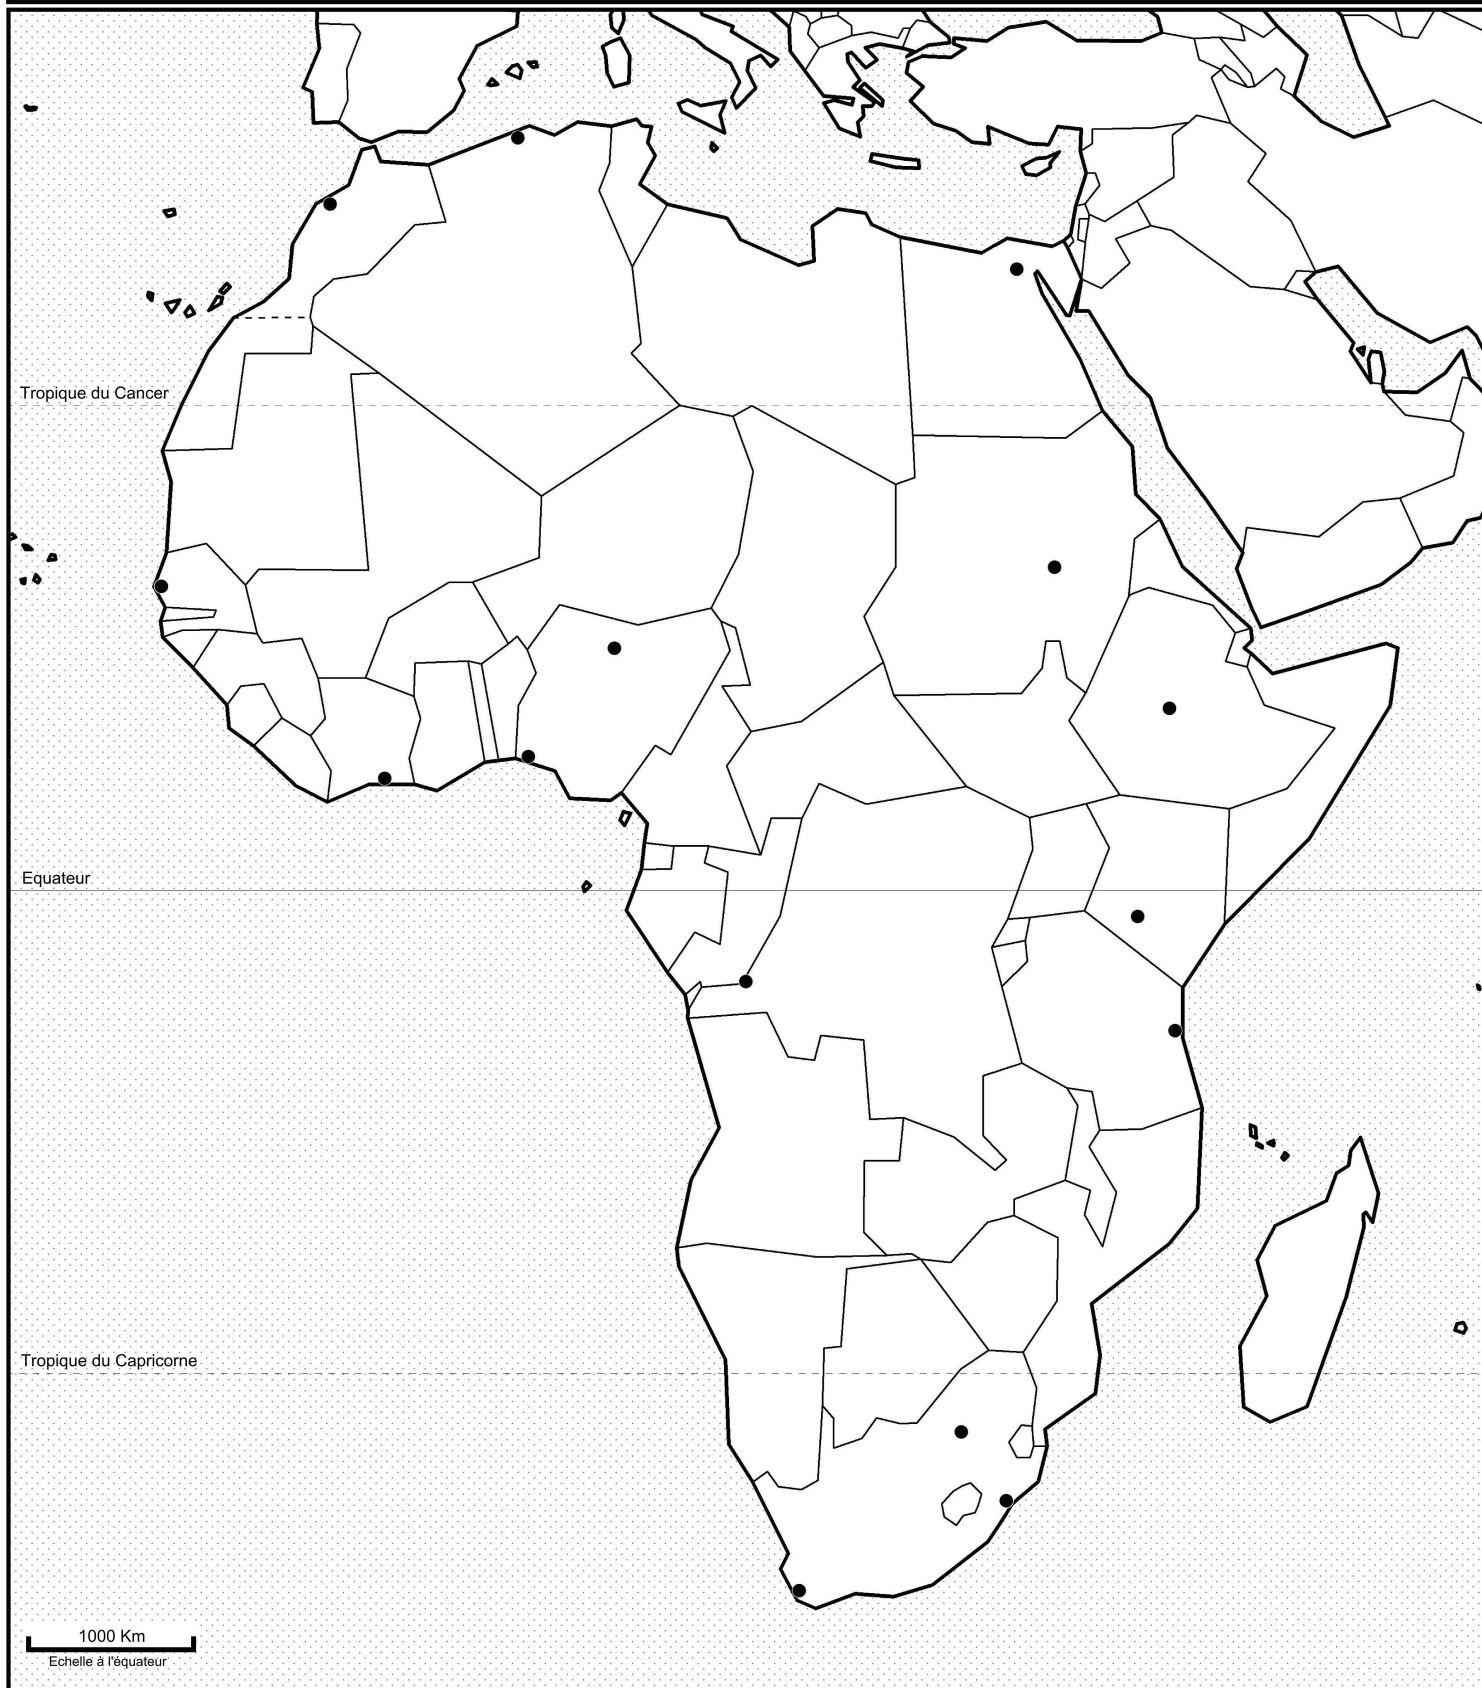 Tropique du Cancer
Equateur
Tropique du Capricorne
1000 Km
Echelle à l'équateur